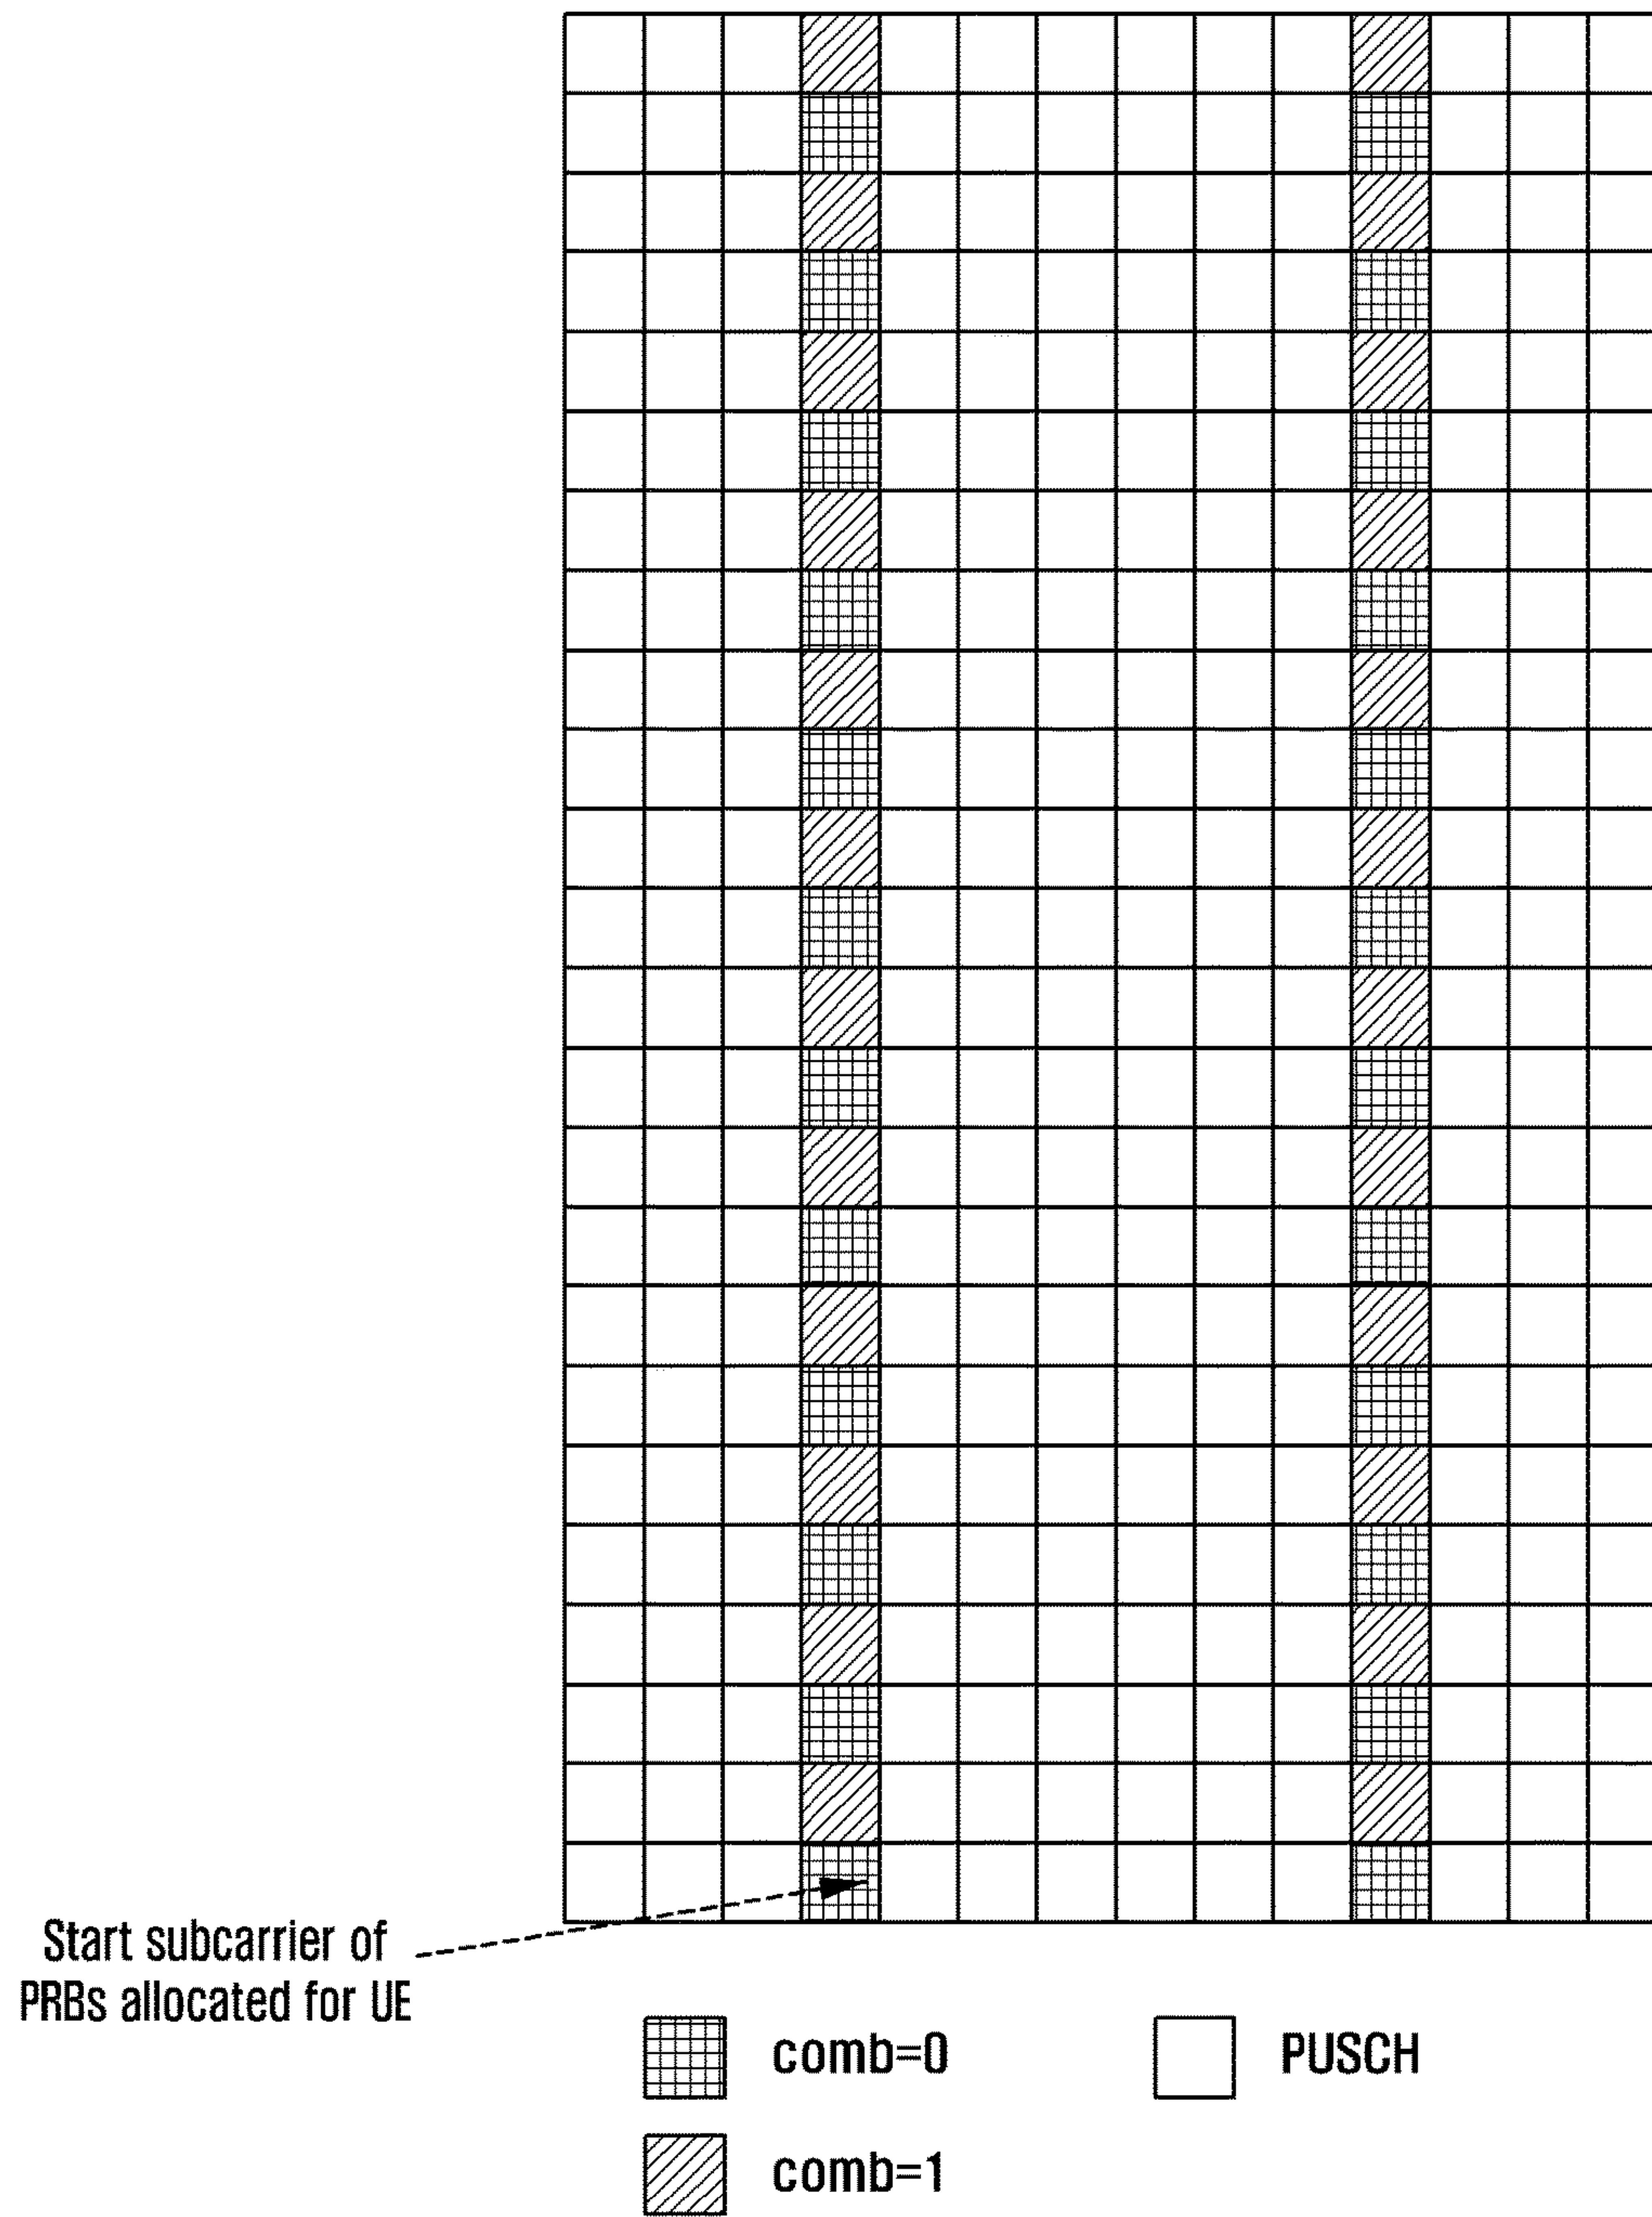 Start subcarrier of
PRBs allocated for UE
comb=0
PUSCH
comb=1